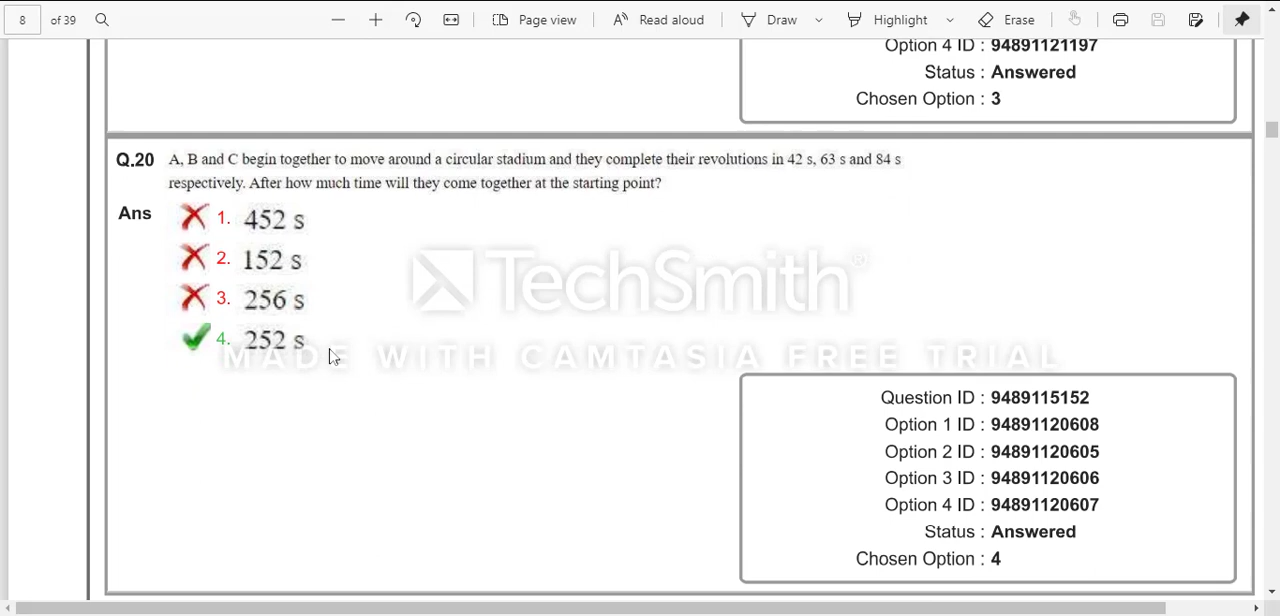 8 of 39 Page view Read aloud Draw Highlight Erase
Option 4 ID : 94891121197
Status : Answered
Chosen Option : 3
Q.20 A, B and C begin together to move around a circular stadium and they complete their revolutions in 42 s, 63 s and 84 s
respectively. After how much time will they come together at the starting point?
Ans
1. 452 s
2. 152 s
3. 256 s
4. 252 s
TechSmith®
MADE WITH CAMTASIA FREE TRIAL
Question ID : 9489115152
Option 1 ID : 94891120608
Option 2 ID : 94891120605
Option 3 ID : 94891120606
Option 4 ID : 94891120607
Status : Answered
Chosen Option : 4